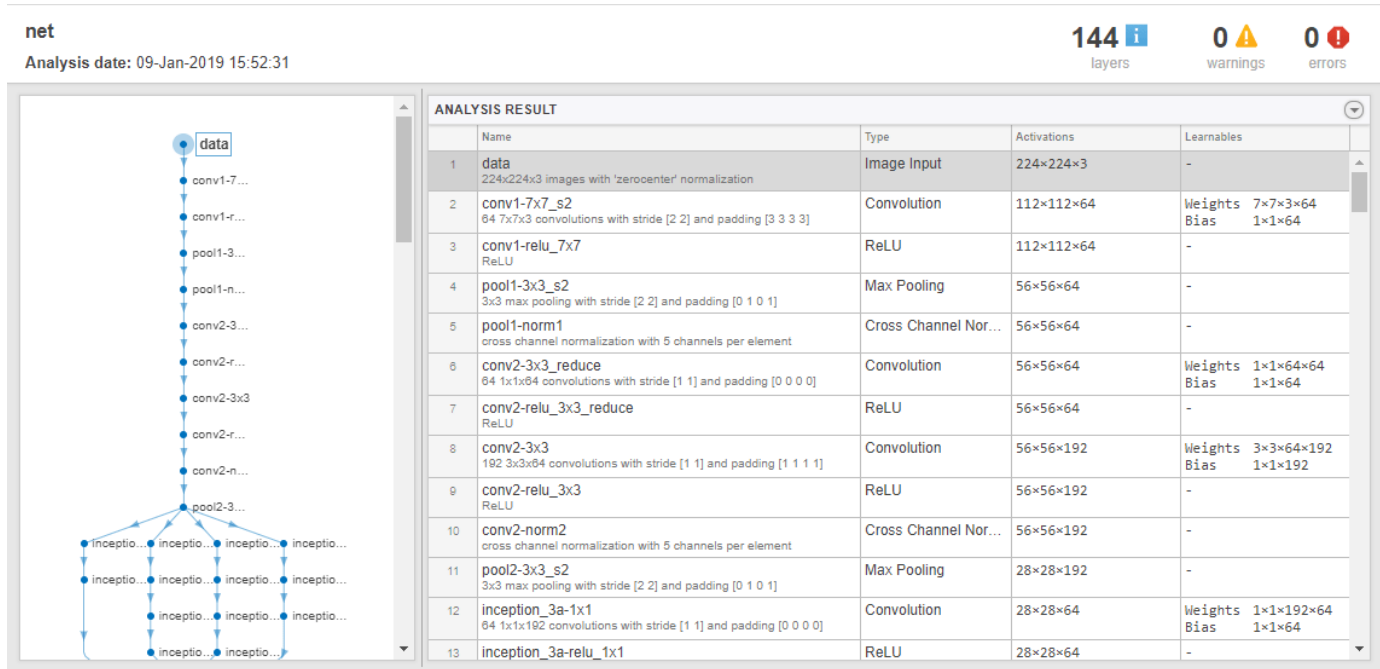 net
Analysis date: 09-Jan-2019 15:52:31
144 i
layers
0
warnings
0
errors
data
conv1-7...
conv1-r...
pool1-3...
pool1-n...
conv2-3...
conv2-r...
conv2-3x3
conv2-r...
conv2-n...
pool2-3...
inceptio... inceptio... inceptio... inceptio...
inceptio... inceptio... inceptio... inceptio...
inceptio... inceptio... inceptio...
inceptio... inceptio...
ANALYSIS RESULT
Name Type Activations Learnables
1 data Image Input 224×224×3 -
224x224x3 images with 'zerocenter' normalization
2 conv1-7x7_s2 Convolution 112×112×64 Weights 7×7×3×64
64 7x7x3 convolutions with stride [2 2] and padding [3 3 3 3] Bias 1×1×64
3 conv1-relu_7x7 ReLU 112×112×64 -
ReLU
4 pool1-3x3_s2 Max Pooling 56×56×64 -
3x3 max pooling with stride [2 2] and padding [0 1 0 1]
5 pool1-norm1 Cross Channel Nor... 56×56×64 -
cross channel normalization with 5 channels per element
6 conv2-3x3_reduce Convolution 56×56×64 Weights 1×1×64×64
64 1x1x64 convolutions with stride [1 1] and padding [0 0 0 0] Bias 1×1×64
7 conv2-relu_3x3_reduce ReLU 56×56×64 -
ReLU
8 conv2-3x3 Convolution 56×56×192 Weights 3×3×64×192
192 3x3x64 convolutions with stride [1 1] and padding [1 1 1 1] Bias 1×1×192
9 conv2-relu_3x3 ReLU 56×56×192 -
ReLU
10 conv2-norm2 Cross Channel Nor... 56×56×192 -
cross channel normalization with 5 channels per element
11 pool2-3x3_s2 Max Pooling 28×28×192 -
3x3 max pooling with stride [2 2] and padding [0 1 0 1]
12 inception_3a-1x1 Convolution 28×28×64 Weights 1×1×192×64
64 1x1x192 convolutions with stride [1 1] and padding [0 0 0 0] Bias 1×1×64
13 inception_3a-relu_1x1 ReLU 28×28×64 -